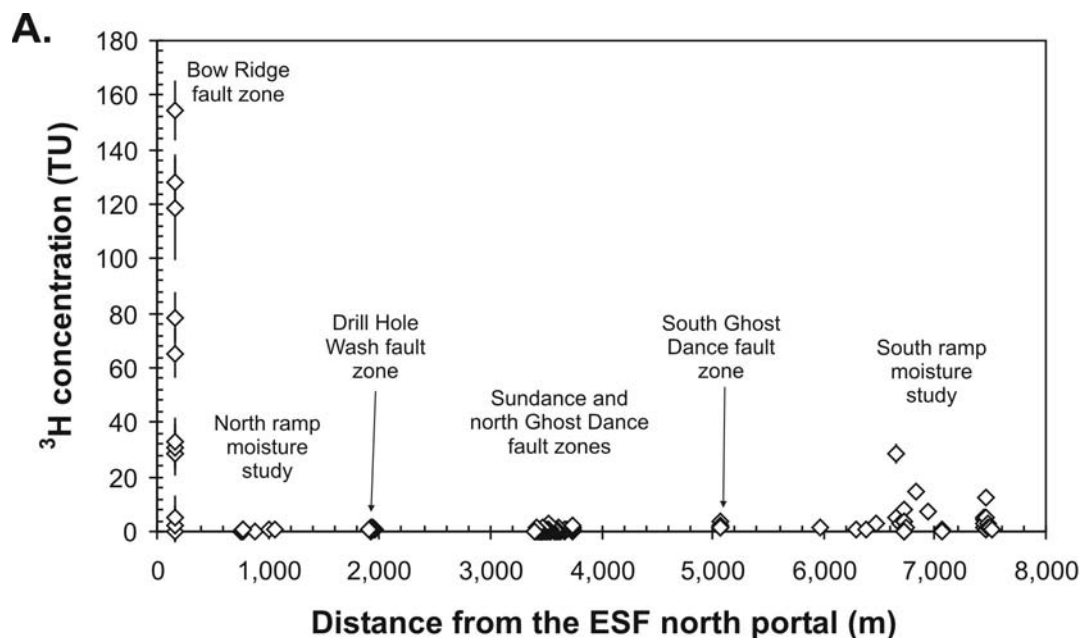 A.
180
160
140
120
100
80
60
40
20
0
³H concentration (TU)
Bow Ridge
fault zone
North ramp
moisture
study
Drill Hole
Wash fault
zone
Sundance and
north Ghost Dance
fault zones
South Ghost
Dance fault
zone
South ramp
moisture
study
0
1,000
2,000
3,000
4,000
5,000
6,000
7,000
8,000
Distance from the ESF north portal (m)